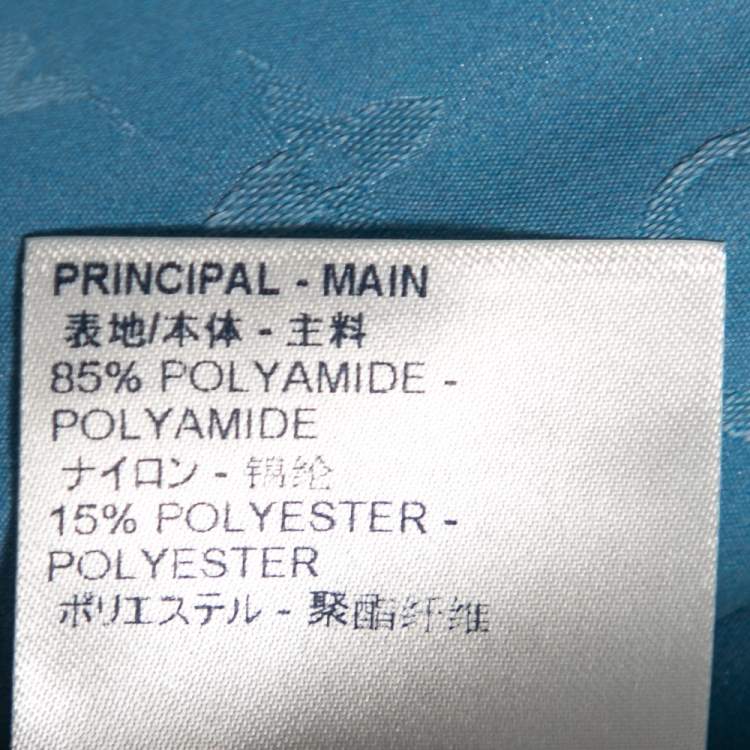 PRINCIPAL - MAIN
表地/本体 - 主料
85% POLYAMIDE -
POLYAMIDE
ナイロン - 锦纶
15% POLYESTER -
POLYESTER
ポリエステル - 聚酯纤维